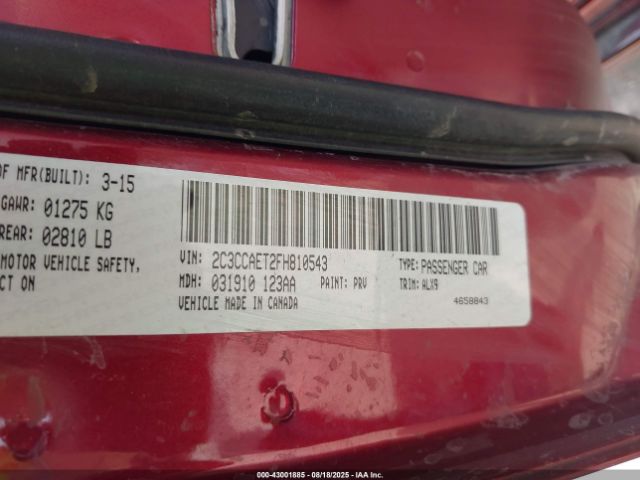 OF MFR(BUILT): 3-15
GAWR: 01275 KG
REAR: 02810 LB
MOTOR VEHICLE SAFETY,
CT ON
VIN: 2C3CCAET2FH810543
TYPE: PASSENGER CAR
MDH: 031910 123AA PAINT: PRV
TRIM: ALX9
VEHICLE MADE IN CANADA
4658843
000-43001885 - 08/18/2025 - IAA Inc.